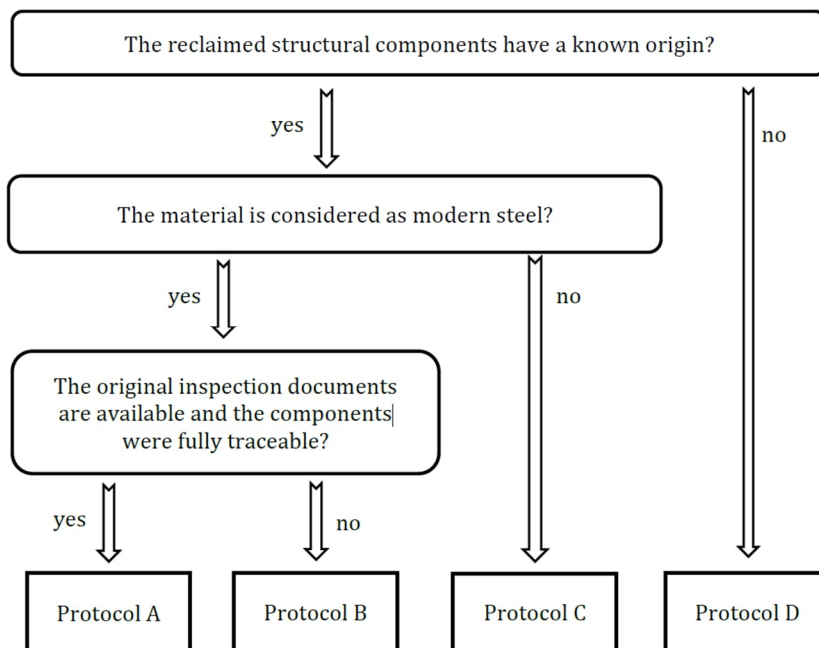 The reclaimed structural components have a known origin?
yes
no
The material is considered as modern steel?
yes
no
The original inspection documents
are available and the components
were fully traceable?
yes
no
Protocol A
Protocol B
Protocol C
Protocol D